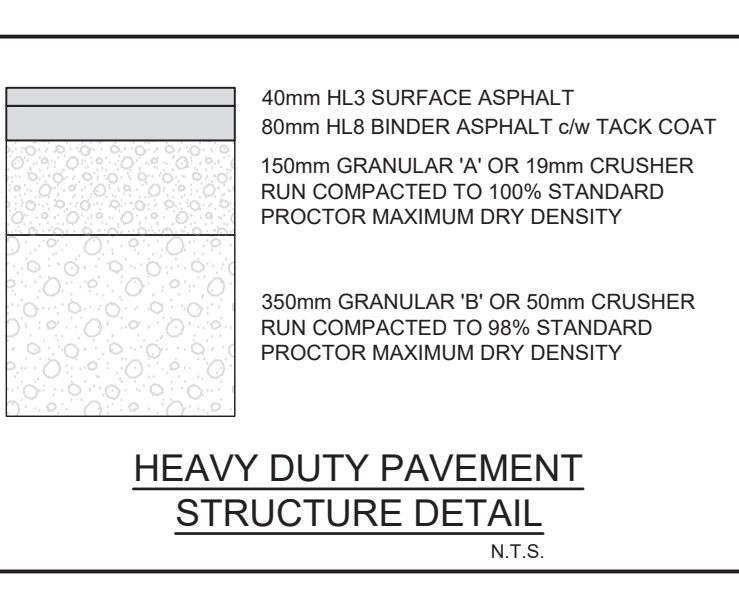 40mm HL3 SURFACE ASPHALT
80mm HL8 BINDER ASPHALT c/w TACK COAT
150mm GRANULAR 'A' OR 19mm CRUSHER
RUN COMPACTED TO 100% STANDARD
PROCTOR MAXIMUM DRY DENSITY
350mm GRANULAR 'B' OR 50mm CRUSHER
RUN COMPACTED TO 98% STANDARD
PROCTOR MAXIMUM DRY DENSITY
HEAVY DUTY PAVEMENT
STRUCTURE DETAIL
N.T.S.